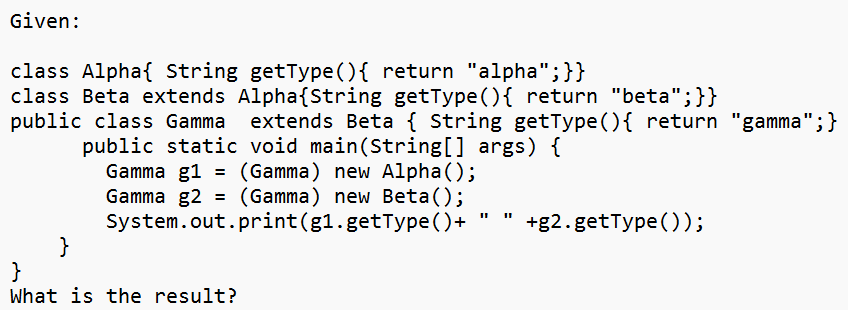 Given:
class Alpha{ String getType(){ return "alpha";}}
class Beta extends Alpha{String getType(){ return "beta";}}
public class Gamma  extends Beta { String getType(){ return "gamma";}
      public static void main(String[] args) {
        Gamma g1 = (Gamma) new Alpha();
        Gamma g2 = (Gamma) new Beta();
        System.out.print(g1.getType()+ " " +g2.getType());
    }
}
What is the result?